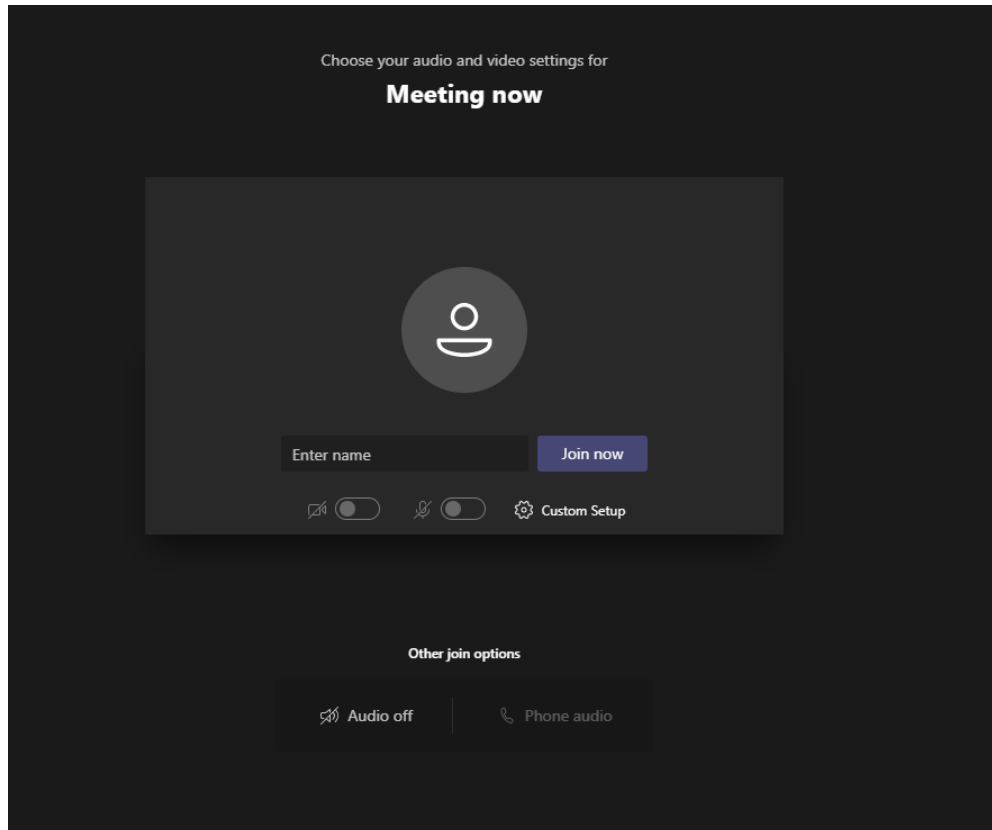 Choose your audio and video settings for
Meeting now
Enter name
Join now
Custom Setup
Other join options
Audio off
Phone audio